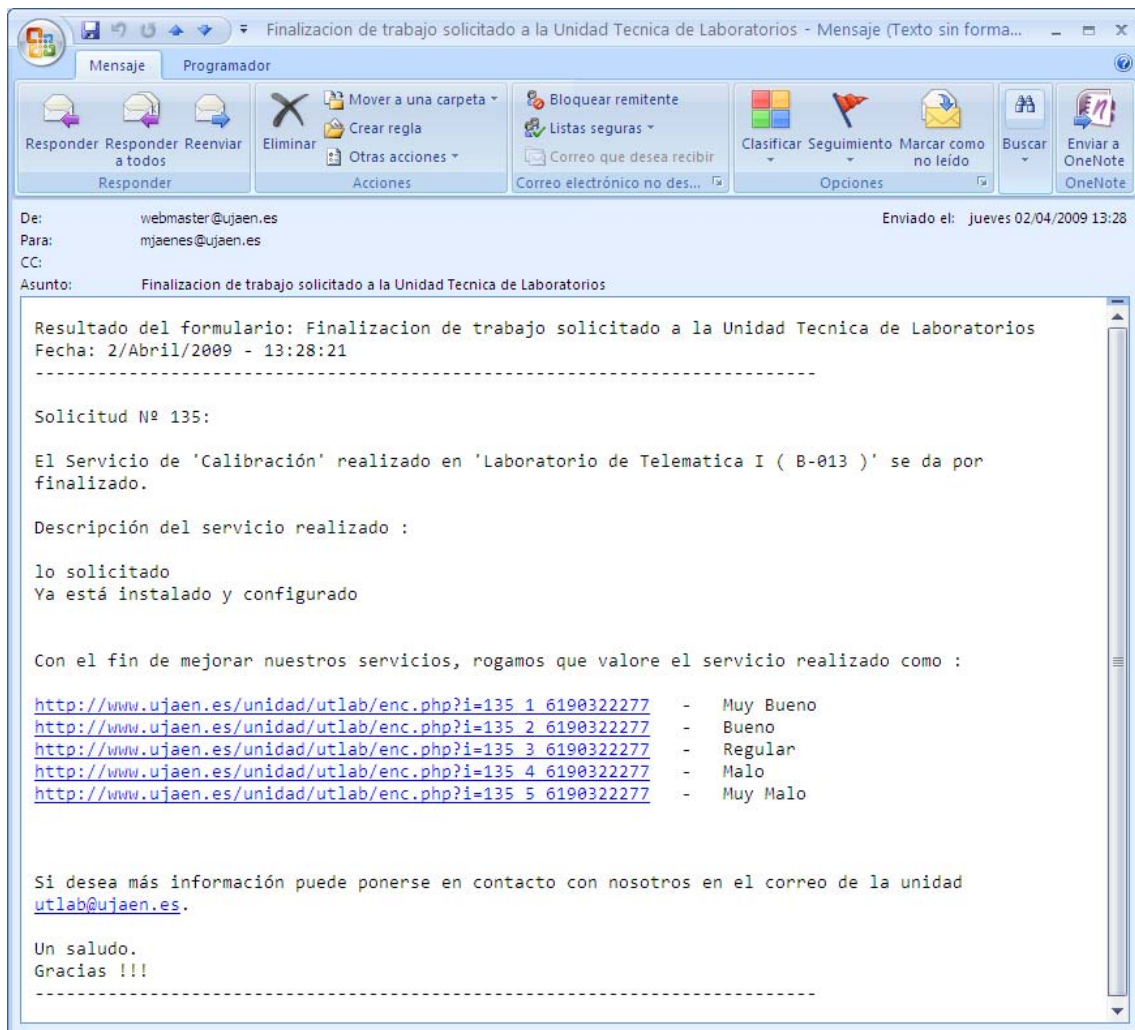 Finalizacion de trabajo solicitado a la Unidad Tecnica de Laboratorios - Mensaje (Texto sin forma...
Mensaje Programador
Responder Responder a todos Reenviar
Responder
Eliminar
Mover a una carpeta
Crear regla
Otras acciones
Acciones
Bloquear remitente
Listas seguras
Correo que desea recibir
Correo electrónico no des...
Clasificar Seguimiento Marcar como no leído
Opciones
Buscar
Enviar a OneNote
OneNote
De: webmaster@ujaen.es Enviado el: jueves 02/04/2009 13:28
Para: mjaenes@ujaen.es
CC:
Asunto: Finalizacion de trabajo solicitado a la Unidad Tecnica de Laboratorios
Resultado del formulario: Finalizacion de trabajo solicitado a la Unidad Tecnica de Laboratorios
Fecha: 2/Abril/2009 - 13:28:21
---------------------------------------------------------------------------
Solicitud Nº 135:
El Servicio de 'Calibración' realizado en 'Laboratorio de Telematica I ( B-013 )' se da por
finalizado.
Descripción del servicio realizado :
lo solicitado
Ya está instalado y configurado
Con el fin de mejorar nuestros servicios, rogamos que valore el servicio realizado como :
http://www.ujaen.es/unidad/utlab/enc.php?i=135_1_6190322277 - Muy Bueno
http://www.ujaen.es/unidad/utlab/enc.php?i=135_2_6190322277 - Bueno
http://www.ujaen.es/unidad/utlab/enc.php?i=135_3_6190322277 - Regular
http://www.ujaen.es/unidad/utlab/enc.php?i=135_4_6190322277 - Malo
http://www.ujaen.es/unidad/utlab/enc.php?i=135_5_6190322277 - Muy Malo
Si desea más información puede ponerse en contacto con nosotros en el correo de la unidad
utlab@ujaen.es.
Un saludo.
Gracias !!!
---------------------------------------------------------------------------